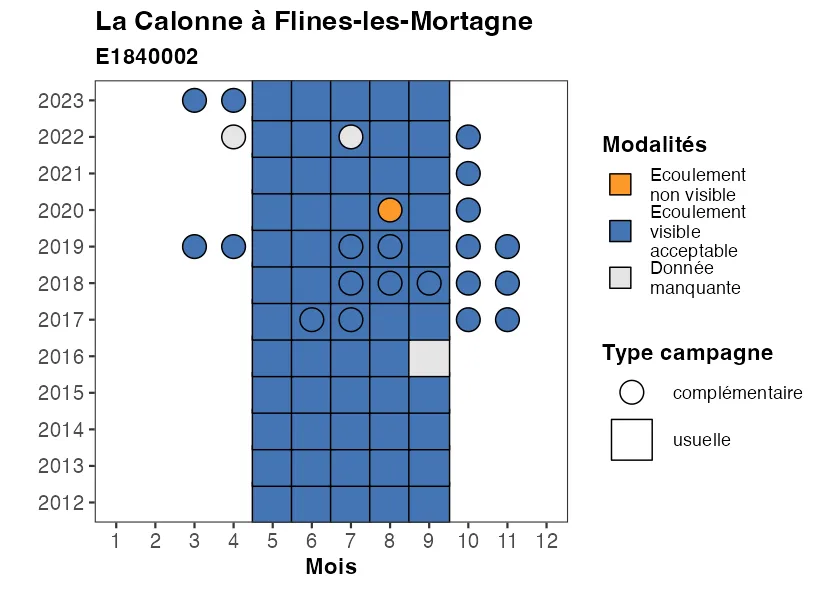 La Calonne à Flines-les-Mortagne
E1840002
2023
2022
2021
2020
2019
2018
2017
2016
2015
2014
2013
2012
1 2 3 4 5 6 7 8 9 10 11 12
Mois
Modalités
Ecoulement
non visible
Ecoulement
visible
acceptable
Donnée
manquante
Type campagne
complémentaire
usuelle